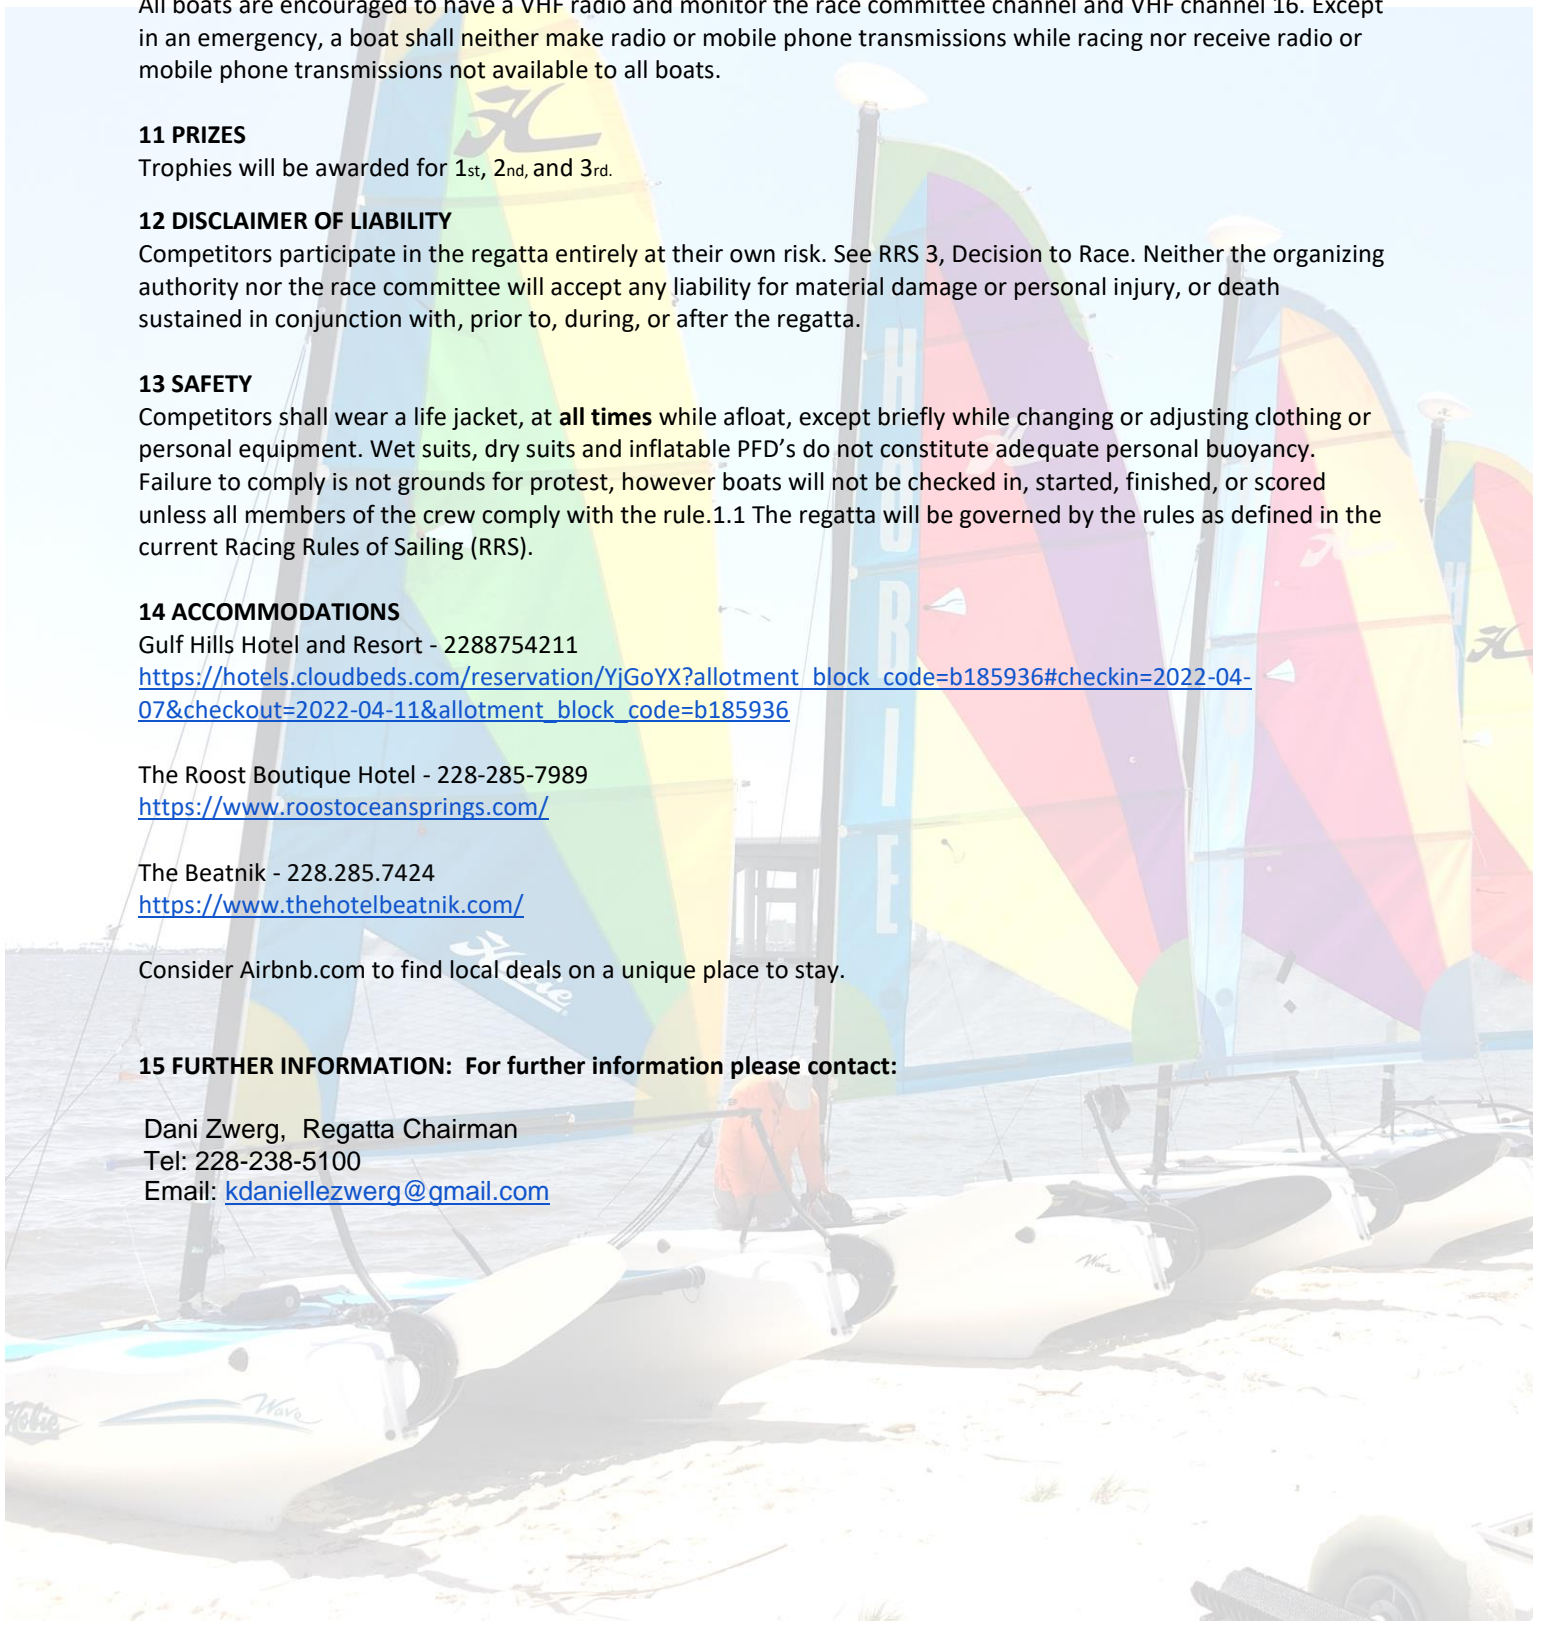 All boats are encouraged to have a VHF radio and monitor the race committee channel and VHF channel 16. Except
in an emergency, a boat shall neither make radio or mobile phone transmissions while racing nor receive radio or
mobile phone transmissions not available to all boats.
11 PRIZES
Trophies will be awarded for 1st, 2nd, and 3rd.
12 DISCLAIMER OF LIABILITY
Competitors participate in the regatta entirely at their own risk. See RRS 3, Decision to Race. Neither the organizing
authority nor the race committee will accept any liability for material damage or personal injury, or death
sustained in conjunction with, prior to, during, or after the regatta.
13 SAFETY
Competitors shall wear a life jacket, at all times while afloat, except briefly while changing or adjusting clothing or
personal equipment. Wet suits, dry suits and inflatable PFD’s do not constitute adequate personal buoyancy.
Failure to comply is not grounds for protest, however boats will not be checked in, started, finished, or scored
unless all members of the crew comply with the rule.1.1 The regatta will be governed by the rules as defined in the
current Racing Rules of Sailing (RRS).
14 ACCOMMODATIONS
Gulf Hills Hotel and Resort - 2288754211
https://hotels.cloudbeds.com/reservation/YjGoYX?allotment_block_code=b185936#checkin=2022-04-
07&checkout=2022-04-11&allotment_block_code=b185936
The Roost Boutique Hotel - 228-285-7989
https://www.roostoceansprings.com/
The Beatnik - 228.285.7424
https://www.thehotelbeatnik.com/
Consider Airbnb.com to find local deals on a unique place to stay.
15 FURTHER INFORMATION:  For further information please contact:
Dani Zwerg,  Regatta Chairman
Tel: 228-238-5100
Email: kdaniellezwerg@gmail.com
HOBIE
H
Hobie
Wave
Hobie
Wave